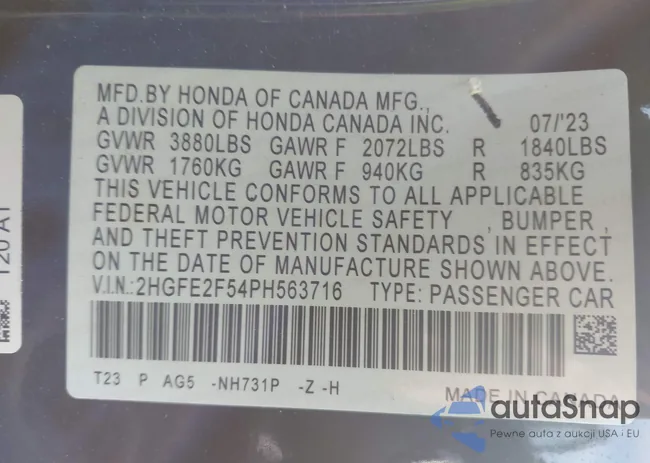 MFD.BY HONDA OF CANADA MFG.,
A DIVISION OF HONDA CANADA INC. 07/'23
GVWR 3880LBS GAWR F 2072LBS R 1840LBS
GVWR 1760KG GAWR F 940KG R 835KG
THIS VEHICLE CONFORMS TO ALL APPLICABLE
FEDERAL MOTOR VEHICLE SAFETY , BUMPER ,
AND THEFT PREVENTION STANDARDS IN EFFECT
ON THE DATE OF MANUFACTURE SHOWN ABOVE.
V.I.N.:2HGFE2F54PH563716 TYPE: PASSENGER CAR
T23 P AG5 -NH731P -Z -H
MADE IN CANADA
120 A1
autaSnap
Pewne auta z aukcji USA i EU